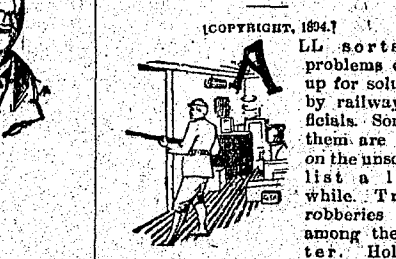 [COPYRIGHT, 1894.]
ALL sorts
problems
up for solu
by railway
ficials. Som
them are
on the unso
list a l
while. Tr
robberies
among the
ter. Hol